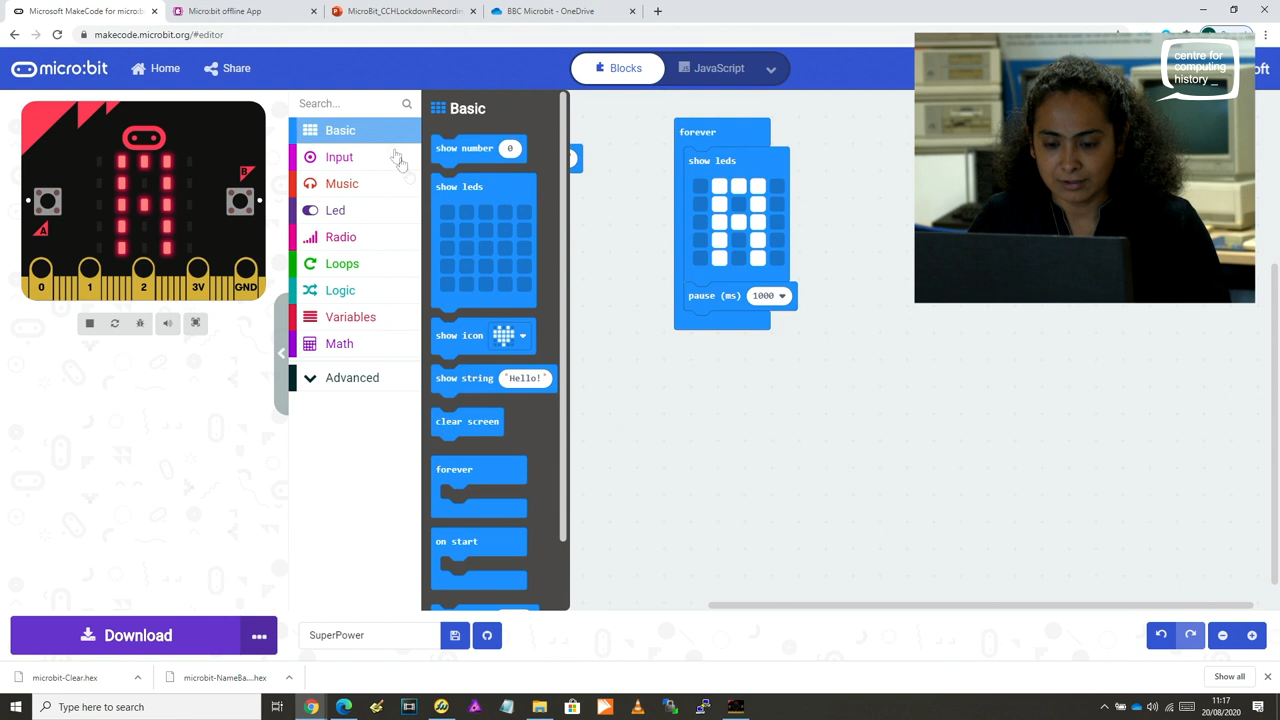 Microsoft MakeCode for micro:bit
Microbit offline App
MicroBit_CCHLockdownRecordin
BBC Microbit - OneDrive
makecode.microbit.org/#editor
micro:bit
Home
Share
Blocks
JavaScript
oft
centre for
computing
history _
Search...
Basic
Input
Music
Led
Radio
Loops
Logic
Variables
Math
Advanced
Basic
show number 0
show leds
show icon
show string "Hello!"
clear screen
forever
on start
forever
show leds
pause (ms) 1000
A
B
0
1
2
3V
GND
Download
SuperPower
microbit-Clear.hex
microbit-NameBa....hex
Show all
Type here to search
11:17
20/08/2020